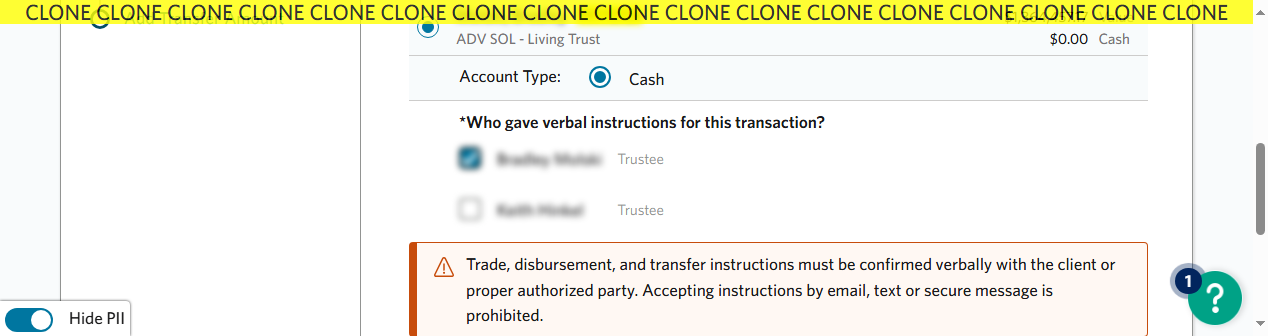 CLONE CLONE CLONE CLONE CLONE CLONE CLONE CLONE CLONE CLONE CLONE CLONE CLONE CLONE CLONE CLONE CLONE
ADV SOL - Living Trust
$0.00 Cash
Account Type: Cash
*Who gave verbal instructions for this transaction?
Trustee
Trustee
Trade, disbursement, and transfer instructions must be confirmed verbally with the client or
proper authorized party. Accepting instructions by email, text or secure message is
prohibited.
1
?
Hide PII